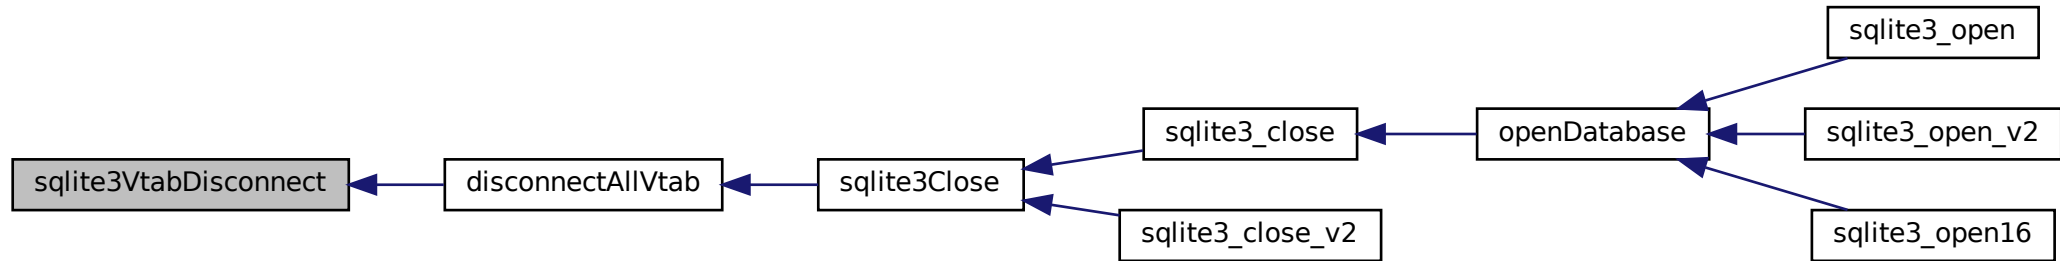 sqlite3VtabDisconnect
disconnectAllVtab
sqlite3Close
sqlite3_close
sqlite3_close_v2
openDatabase
sqlite3_open
sqlite3_open_v2
sqlite3_open16